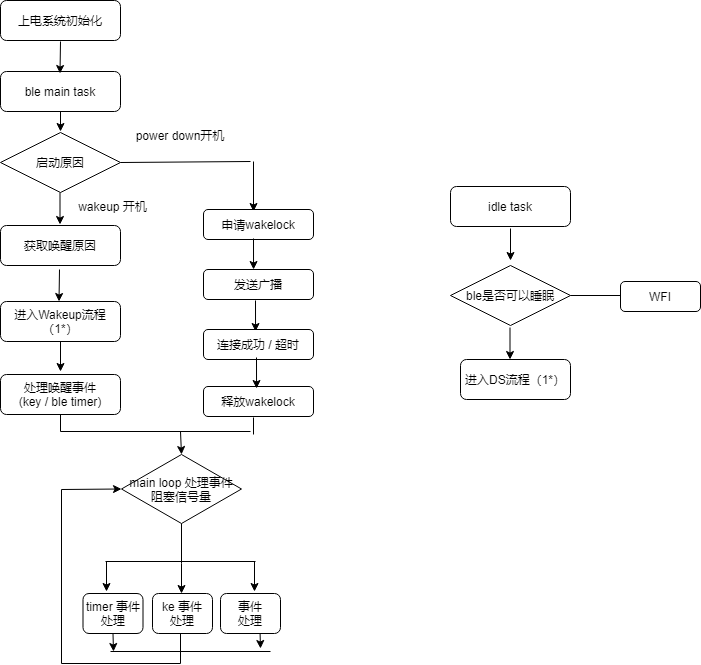 上电系统初始化
ble main task
power down开机
启动原因
wakeup 开机
申请wakelock
获取唤醒原因
发送广播
进入Wakeup流程
（1*）
连接成功 / 超时
处理唤醒事件
(key / ble timer)
释放wakelock
main loop 处理事件
阻塞信号量
timer 事件
处理
ke 事件
处理
事件
处理
idle task
ble是否可以睡眠
WFI
进入DS流程（1*）